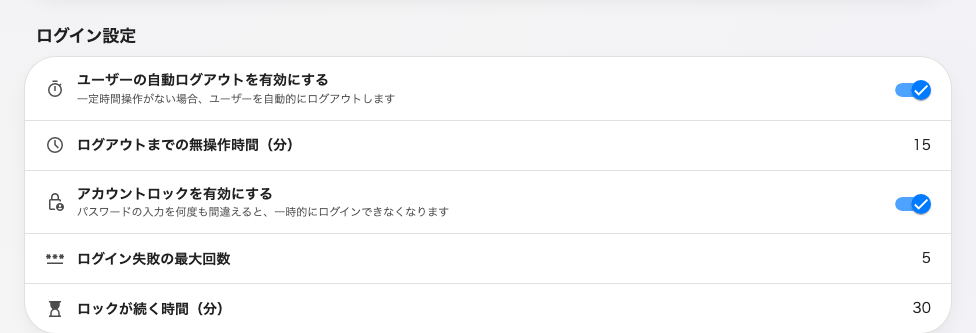 ログイン設定
ユーザーの自動ログアウトを有効にする
一定時間操作がない場合、ユーザーを自動的にログアウトします
ログアウトまでの無操作時間（分）
15
アカウントロックを有効にする
パスワードの入力を何度も間違えると、一時的にログインできなくなります
ログイン失敗の最大回数
5
ロックが続く時間（分）
30